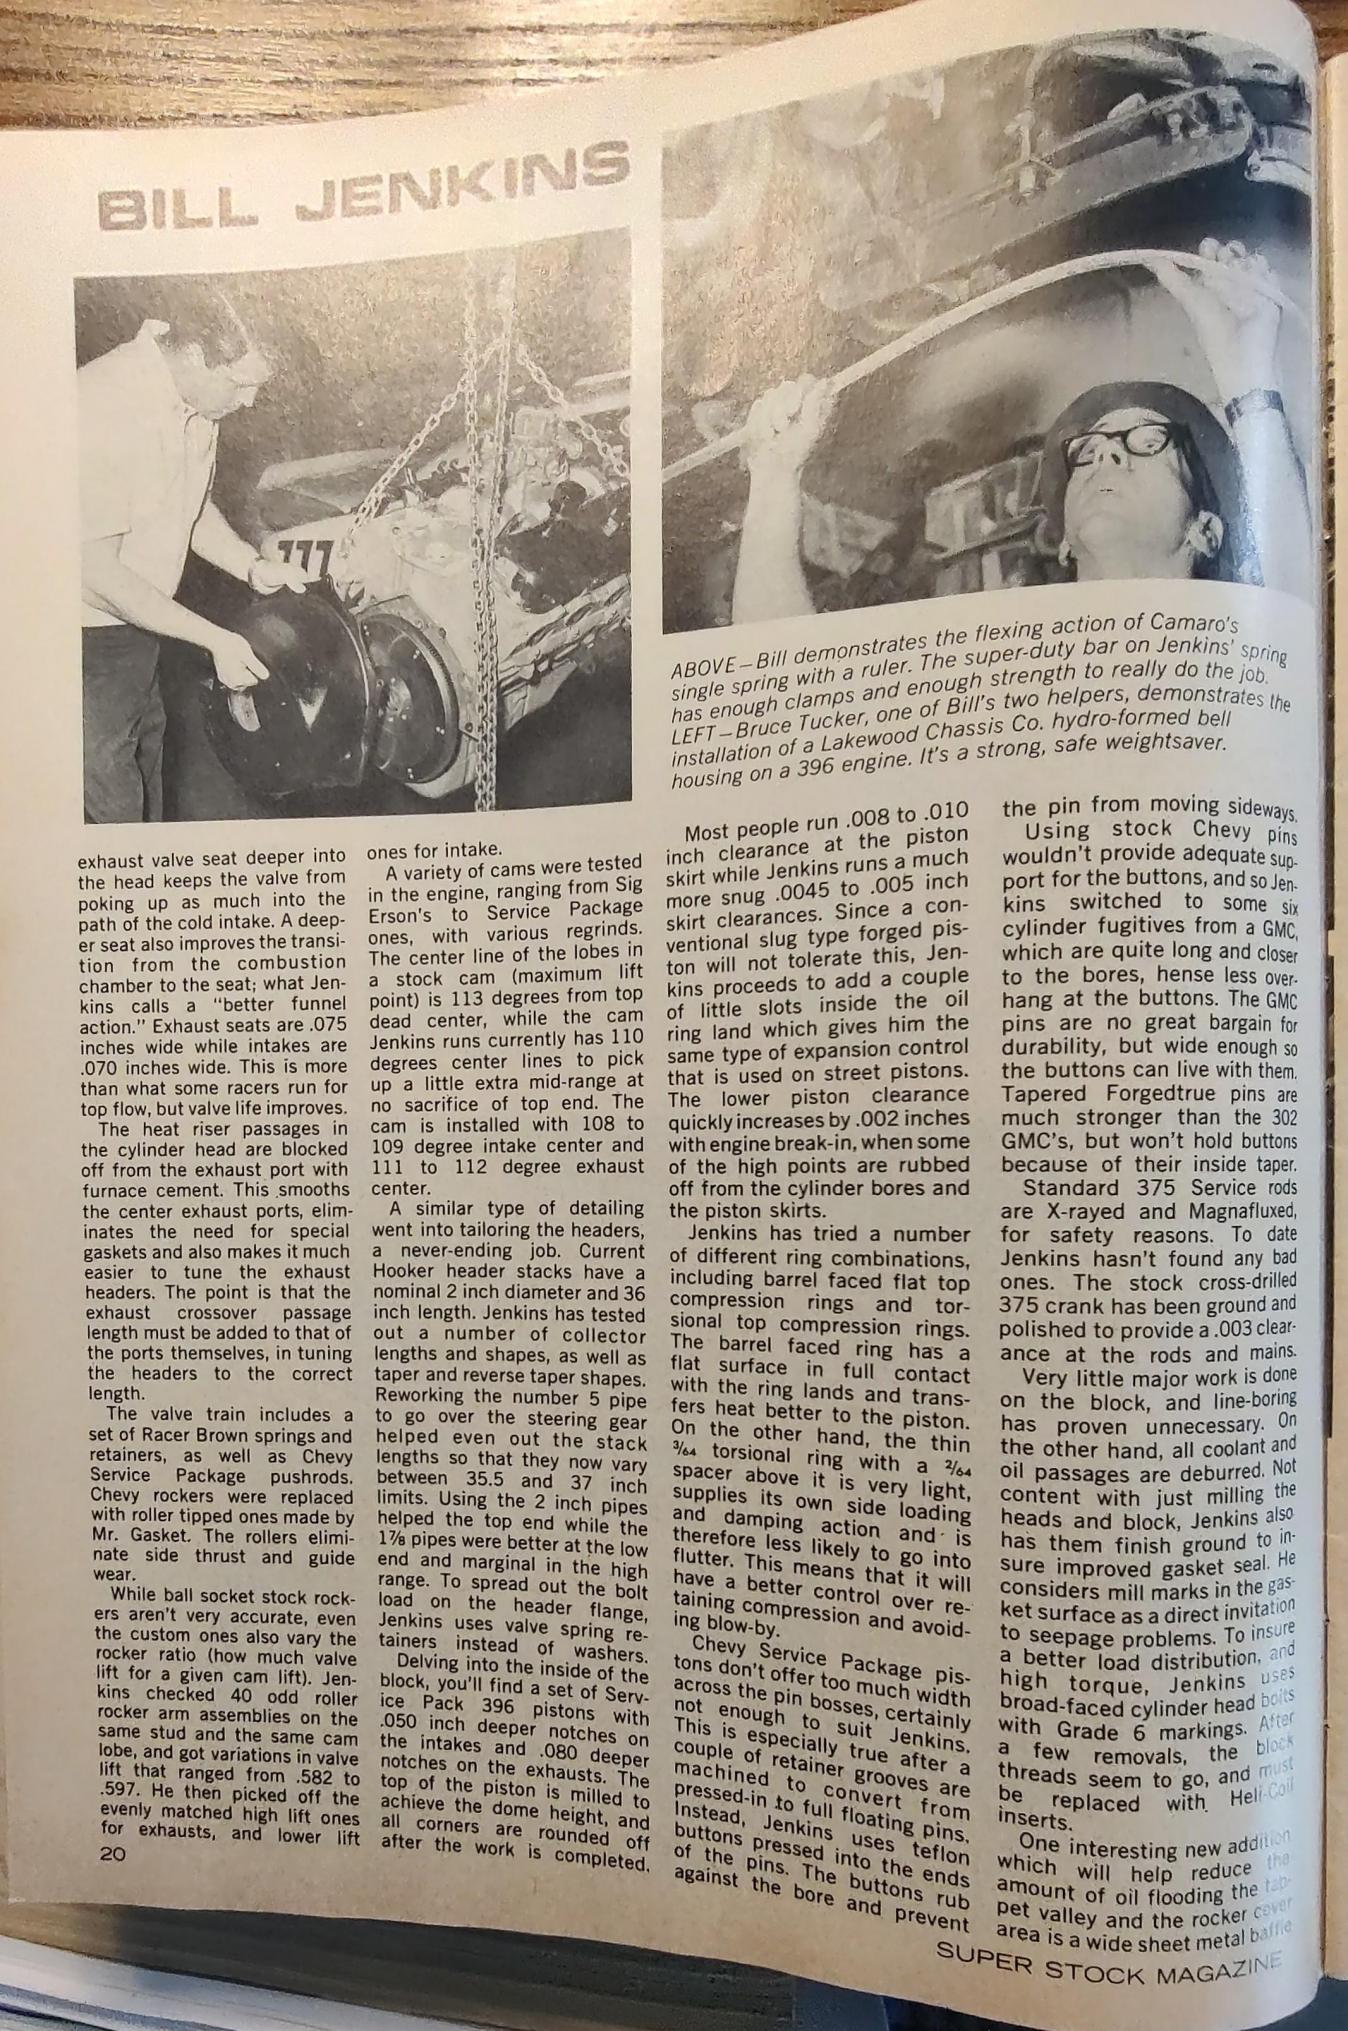 BILL JENKINS
777
ABOVE—Bill demonstrates the flexing action of Camaro's
single spring with a ruler. The super-duty bar on Jenkins' spring
has enough clamps and enough strength to really do the job.
LEFT—Bruce Tucker, one of Bill's two helpers, demonstrates the
installation of a Lakewood Chassis Co. hydro-formed bell
housing on a 396 engine. It's a strong, safe weightsaver.
exhaust valve seat deeper into
the head keeps the valve from
poking up as much into the
path of the cold intake. A deep-
er seat also improves the transi-
tion from the combustion
chamber to the seat; what Jen-
kins calls a "better funnel
action." Exhaust seats are .075
inches wide while intakes are
.070 inches wide. This is more
than what some racers run for
top flow, but valve life improves.
The heat riser passages in
the cylinder head are blocked
off from the exhaust port with
furnace cement. This smooths
the center exhaust ports, elim-
inates the need for special
gaskets and also makes it much
easier to tune the exhaust
headers. The point is that the
exhaust crossover passage
length must be added to that of
the ports themselves, in tuning
the headers to the correct
length.
The valve train includes a
set of Racer Brown springs and
retainers, as well as Chevy
Service Package pushrods.
Chevy rockers were replaced
with roller tipped ones made by
Mr. Gasket. The rollers elimi-
nate side thrust and guide
wear.
While ball socket stock rock-
ers aren't very accurate, even
the custom ones also vary the
rocker ratio (how much valve
lift for a given cam lift). Jen-
kins checked 40 odd roller
rocker arm assemblies on the
same stud and the same cam
lobe, and got variations in valve
lift that ranged from .582 to
.597. He then picked off the
evenly matched high lift ones
for exhausts, and lower lift
ones for intake.
A variety of cams were tested
in the engine, ranging from Sig
Erson's to Service Package
ones, with various regrinds.
The center line of the lobes in
a stock cam (maximum lift
point) is 113 degrees from top
dead center, while the cam
Jenkins runs currently has 110
degrees center lines to pick
up a little extra mid-range at
no sacrifice of top end. The
cam is installed with 108 to
109 degree intake center and
111 to 112 degree exhaust
center.
A similar type of detailing
went into tailoring the headers,
a never-ending job. Current
Hooker header stacks have a
nominal 2 inch diameter and 36
inch length. Jenkins has tested
out a number of collector
lengths and shapes, as well as
taper and reverse taper shapes.
Reworking the number 5 pipe
to go over the steering gear
helped even out the stack
lengths so that they now vary
between 35.5 and 37 inch
limits. Using the 2 inch pipes
helped the top end while the
1⅞ pipes were better at the low
end and marginal in the high
range. To spread out the bolt
load on the header flange,
Jenkins uses valve spring re-
tainers instead of washers.
Delving into the inside of the
block, you'll find a set of Serv-
ice Pack 396 pistons with
.050 inch deeper notches on
the intakes and .080 deeper
notches on the exhausts. The
top of the piston is milled to
achieve the dome height, and
all corners are rounded off
after the work is completed.
Most people run .008 to .010
inch clearance at the piston
skirt while Jenkins runs a much
more snug .0045 to .005 inch
skirt clearances. Since a con-
ventional slug type forged pis-
ton will not tolerate this, Jen-
kins proceeds to add a couple
of little slots inside the oil
ring land which gives him the
same type of expansion control
that is used on street pistons.
The lower piston clearance
quickly increases by .002 inches
with engine break-in, when some
of the high points are rubbed
off from the cylinder bores and
the piston skirts.
Jenkins has tried a number
of different ring combinations,
including barrel faced flat top
compression rings and tor-
sional top compression rings.
The barrel faced ring has a
flat surface in full contact
with the ring lands and trans-
fers heat better to the piston.
On the other hand, the thin
3/64 torsional ring with a 2/64
spacer above it is very light,
supplies its own side loading
and damping action and is
therefore less likely to go into
flutter. This means that it will
have a better control over re-
taining compression and avoid-
ing blow-by.
Chevy Service Package pis-
tons don't offer too much width
across the pin bosses, certainly
not enough to suit Jenkins.
This is especially true after a
couple of retainer grooves are
machined to convert from
pressed-in to full floating pins.
Instead, Jenkins uses teflon
buttons pressed into the ends
of the pins. The buttons rub
against the bore and prevent
the pin from moving sideways.
Using stock Chevy pins
wouldn't provide adequate sup-
port for the buttons, and so Jen-
kins switched to some six
cylinder fugitives from a GMC,
which are quite long and closer
to the bores, hense less over-
hang at the buttons. The GMC
pins are no great bargain for
durability, but wide enough so
the buttons can live with them.
Tapered Forgedtrue pins are
much stronger than the 302
GMC's, but won't hold buttons
because of their inside taper.
Standard 375 Service rods
are X-rayed and Magnafluxed,
for safety reasons. To date
Jenkins hasn't found any bad
ones. The stock cross-drilled
375 crank has been ground and
polished to provide a .003 clear-
ance at the rods and mains.
Very little major work is done
on the block, and line-boring
has proven unnecessary. On
the other hand, all coolant and
oil passages are deburred. Not
content with just milling the
heads and block, Jenkins also
has them finish ground to in-
sure improved gasket seal. He
considers mill marks in the gas-
ket surface as a direct invitation
to seepage problems. To insure
a better load distribution, and
high torque, Jenkins uses
broad-faced cylinder head bolts
with Grade 6 markings. After
a few removals, the block
threads seem to go, and must
be replaced with Heli-Coil
inserts.
One interesting new addition
which will help reduce the
amount of oil flooding the tap-
pet valley and the rocker cover
area is a wide sheet metal baffle
20
SUPER STOCK MAGAZINE